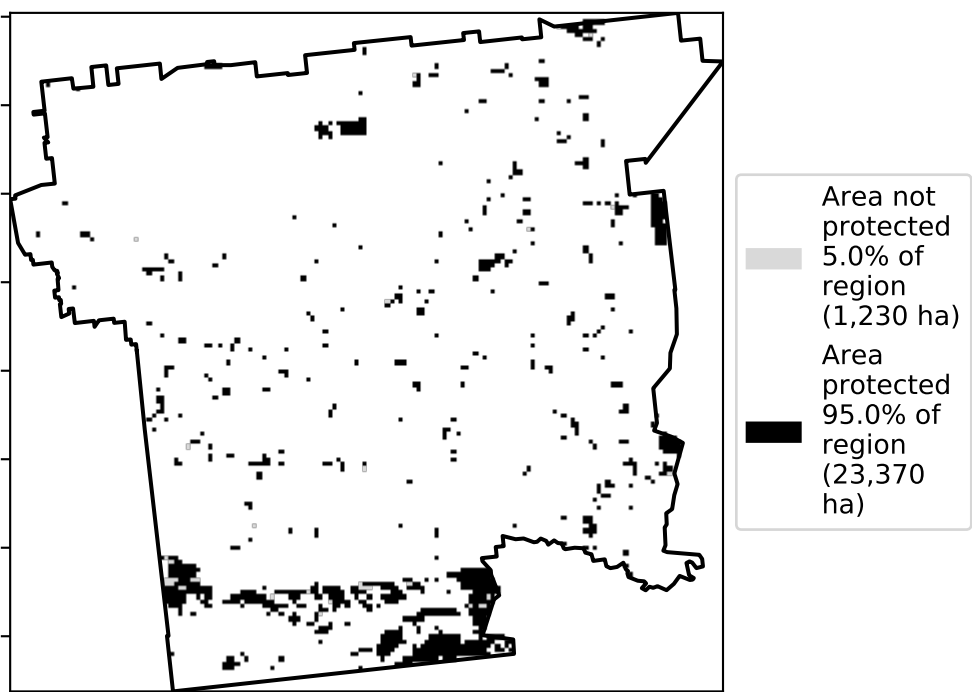 Area not
protected
5.0% of
region
(1,230 ha)
Area
protected
95.0% of
region
(23,370
ha)